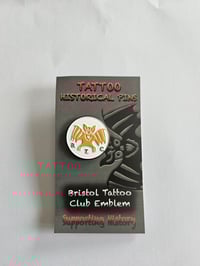 TATTOO
HISTORICAL PINS
B T C
Bristol Tattoo
Club Emblem
Supporting History